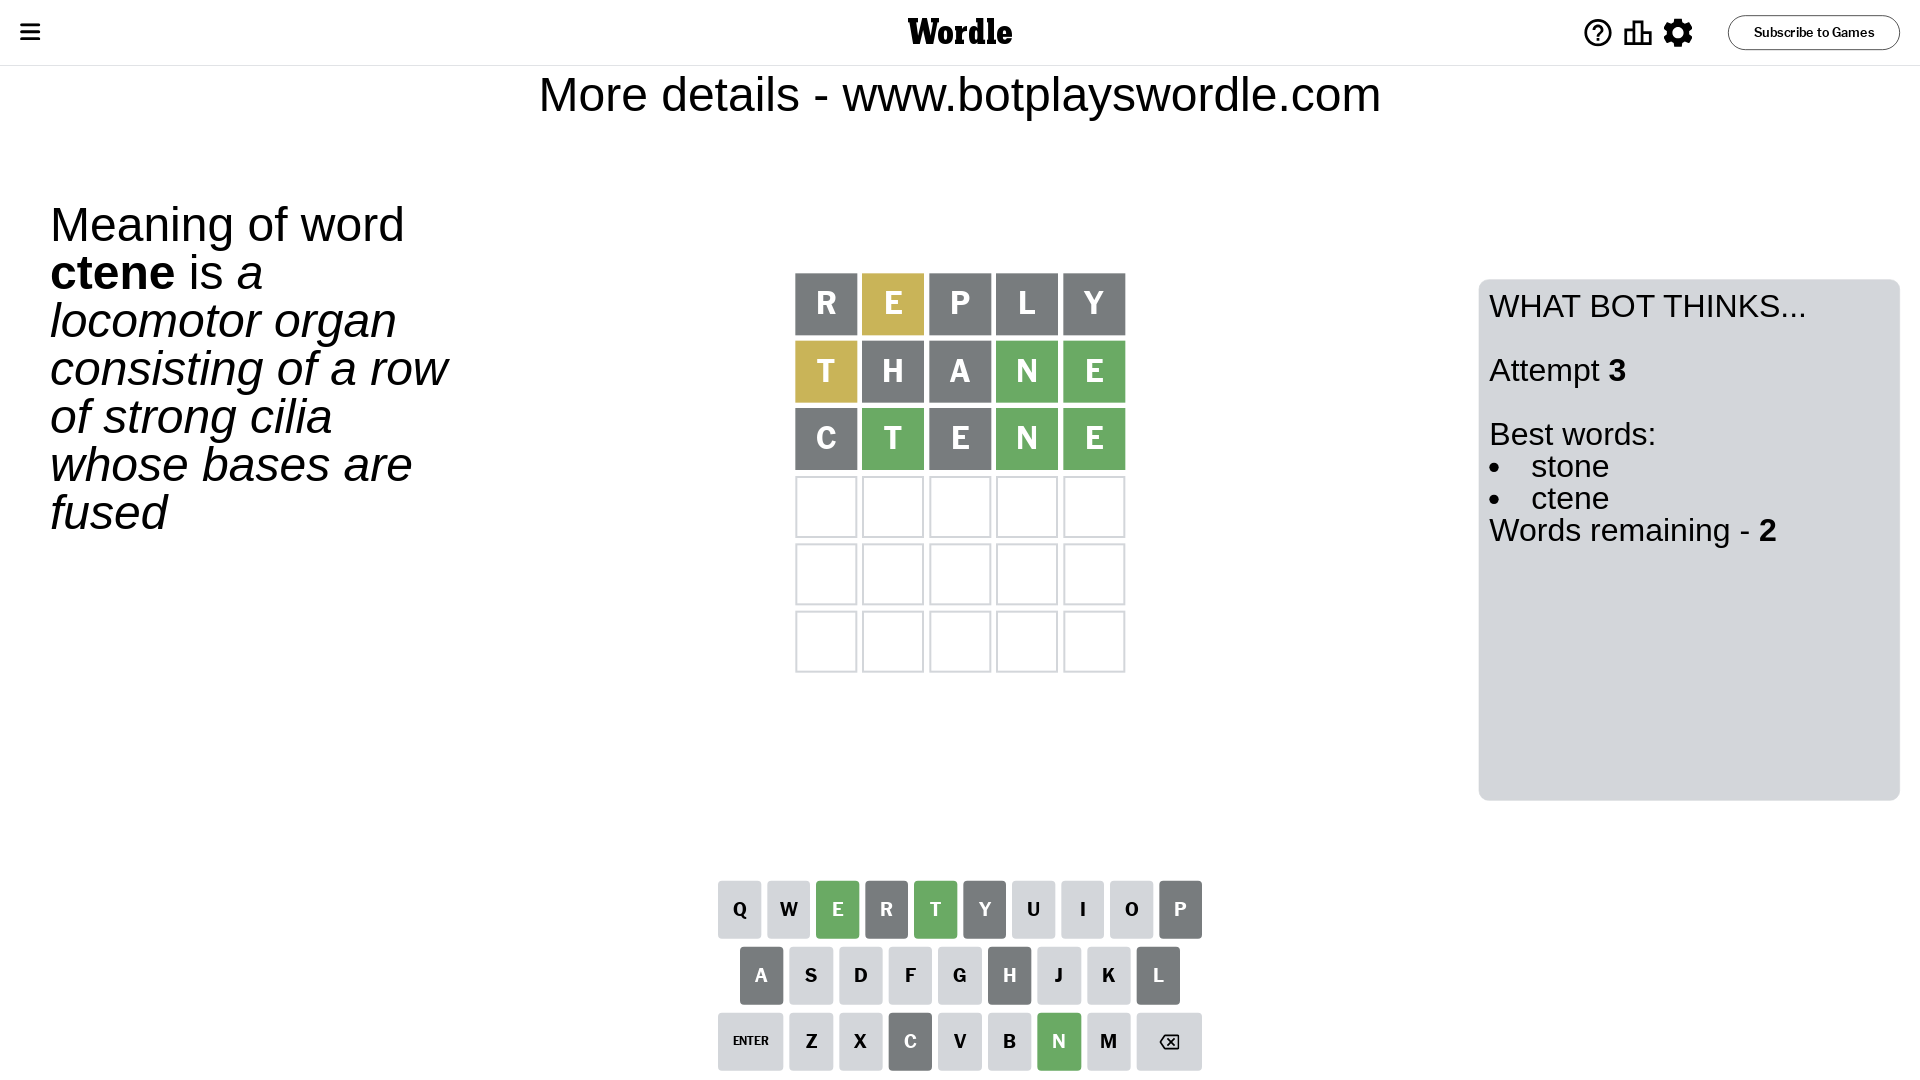 Wordle
Subscribe to Games
More details - www.botplayswordle.com
Meaning of word
ctene is a
locomotor organ
consisting of a row
of strong cilia
whose bases are
fused
R E P L Y
T H A N E
C T E N E
WHAT BOT THINKS...
Attempt 3
Best words:
• stone
• ctene
Words remaining - 2
Q W E R T Y U I O P
A S D F G H J K L
ENTER Z X C V B N M